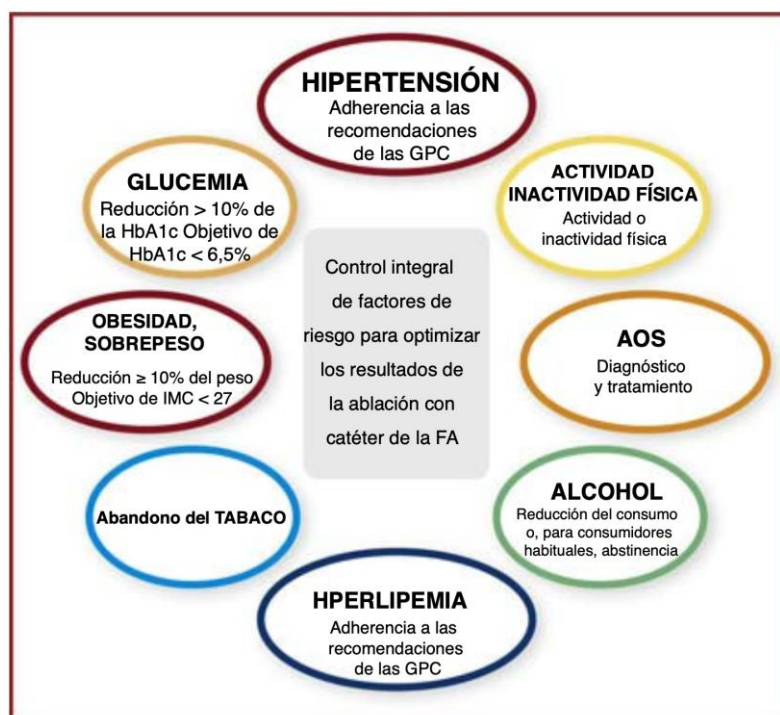 HIPERTENSIÓN
Adherencia a las
recomendaciones
de las GPC
GLUCEMIA
Reducción > 10% de
la HbA1c Objetivo de
HbA1c < 6,5%
ACTIVIDAD
INACTIVIDAD FÍSICA
Actividad o
inactividad física
Control integral
de factores de
riesgo para optimizar
los resultados de
la ablación con
catéter de la FA
OBESIDAD,
SOBREPESO
Reducción ≥ 10% del peso
Objetivo de IMC < 27
AOS
Diagnóstico
y tratamiento
Abandono del TABACO
ALCOHOL
Reducción del consumo
o, para consumidores
habituales, abstinencia
HPERLIPEMIA
Adherencia a las
recomendaciones
de las GPC